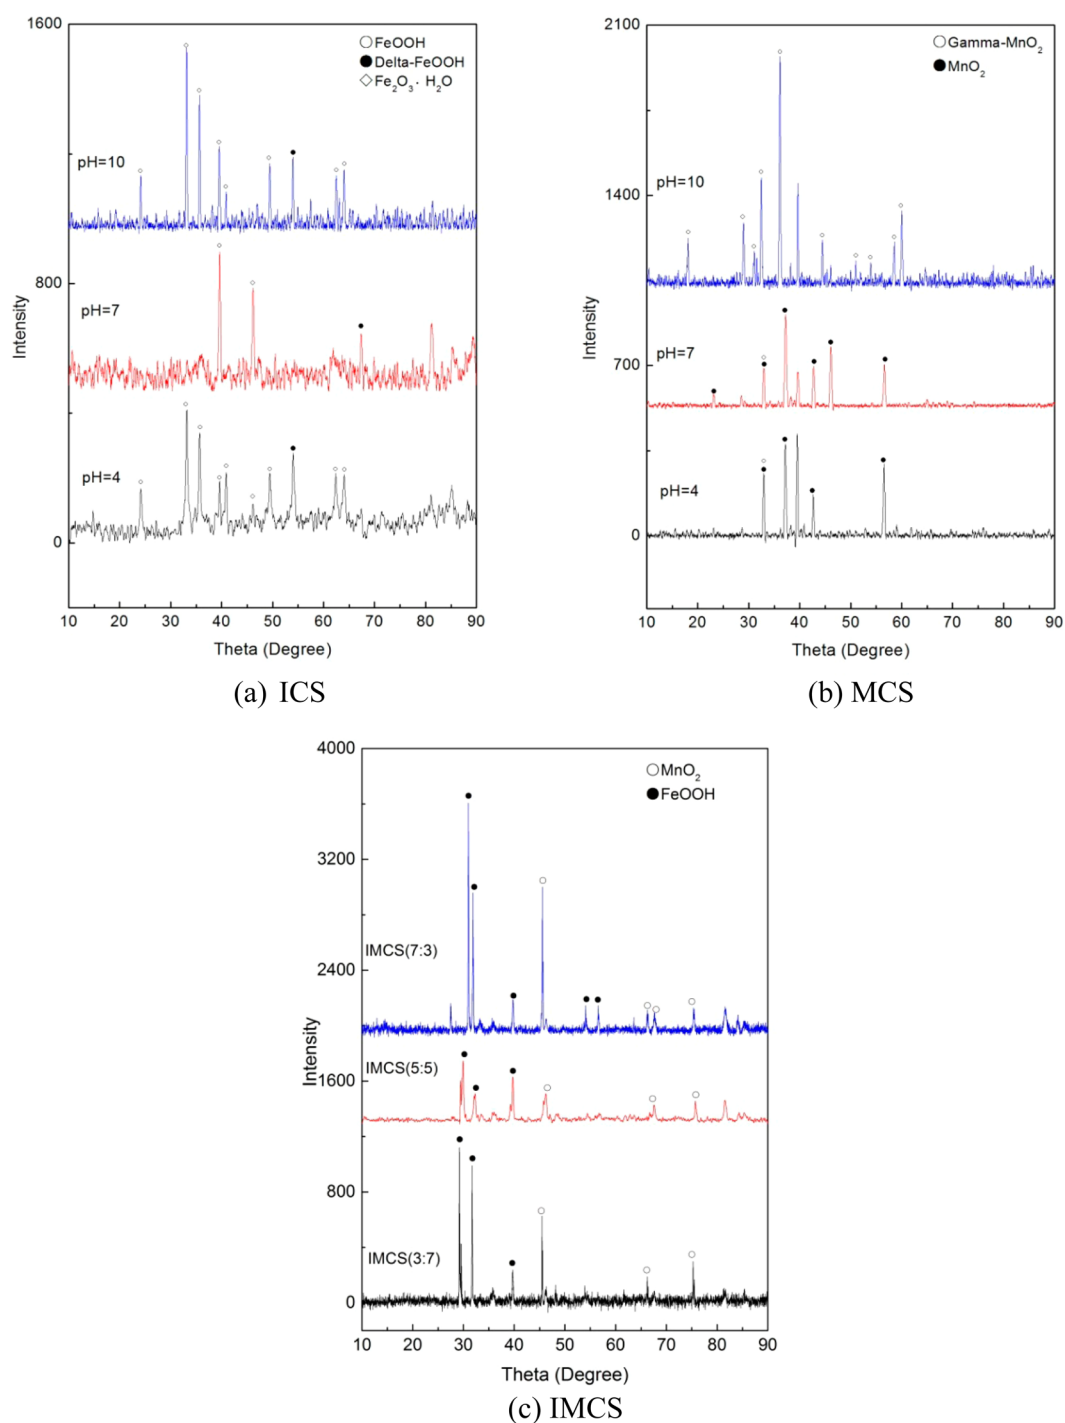 1600
○ FeOOH
● Delta-FeOOH
◇ Fe₂O₃ · H₂O
pH=10
800
pH=7
pH=4
0
Intensity
10 20 30 40 50 60 70 80 90
Theta (Degree)
(a) ICS
2100
○ Gamma-MnO₂
● MnO₂
pH=10
1400
pH=7
700
pH=4
0
Intensity
10 20 30 40 50 60 70 80 90
Theta (Degree)
(b) MCS
4000
○ MnO₂
● FeOOH
3200
IMCS(7:3)
2400
IMCS(5:5)
1600
800
IMCS(3:7)
0
Intensity
10 20 30 40 50 60 70 80 90
Theta (Degree)
(c) IMCS